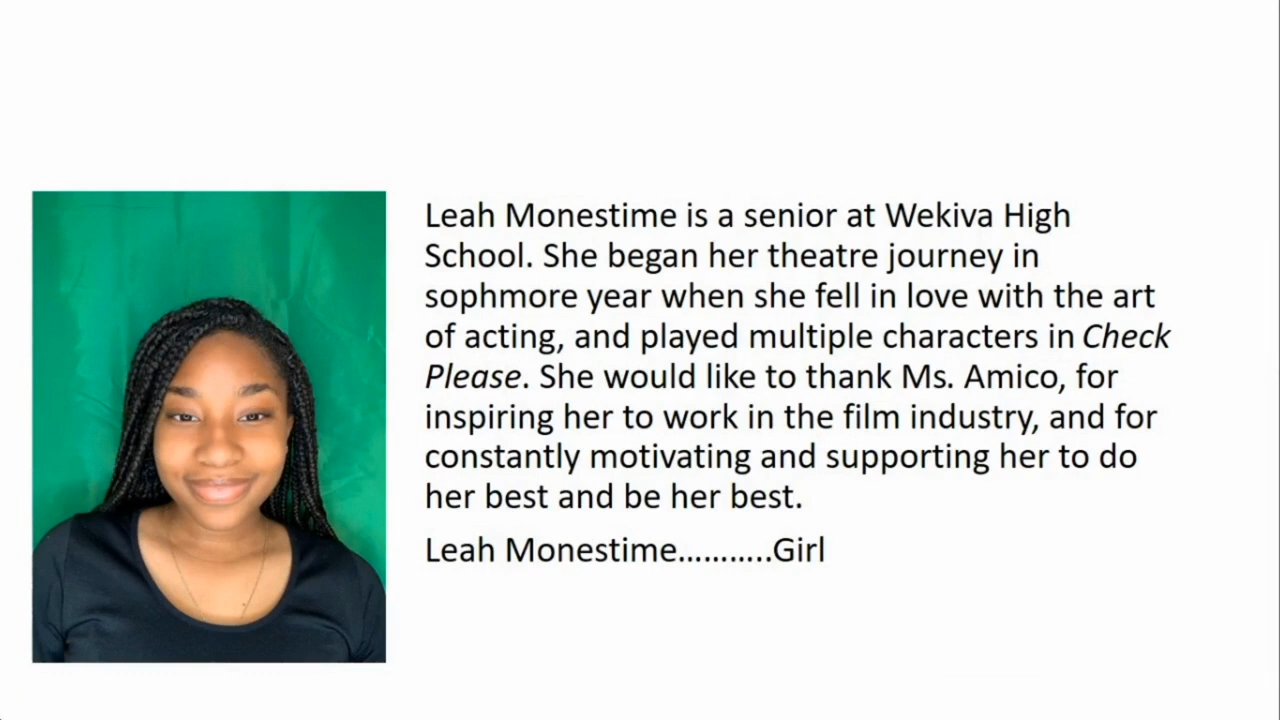 Leah Monestime is a senior at Wekiva High
School. She began her theatre journey in
sophmore year when she fell in love with the art
of acting, and played multiple characters in Check
Please. She would like to thank Ms. Amico, for
inspiring her to work in the film industry, and for
constantly motivating and supporting her to do
her best and be her best.
Leah Monestime………..Girl